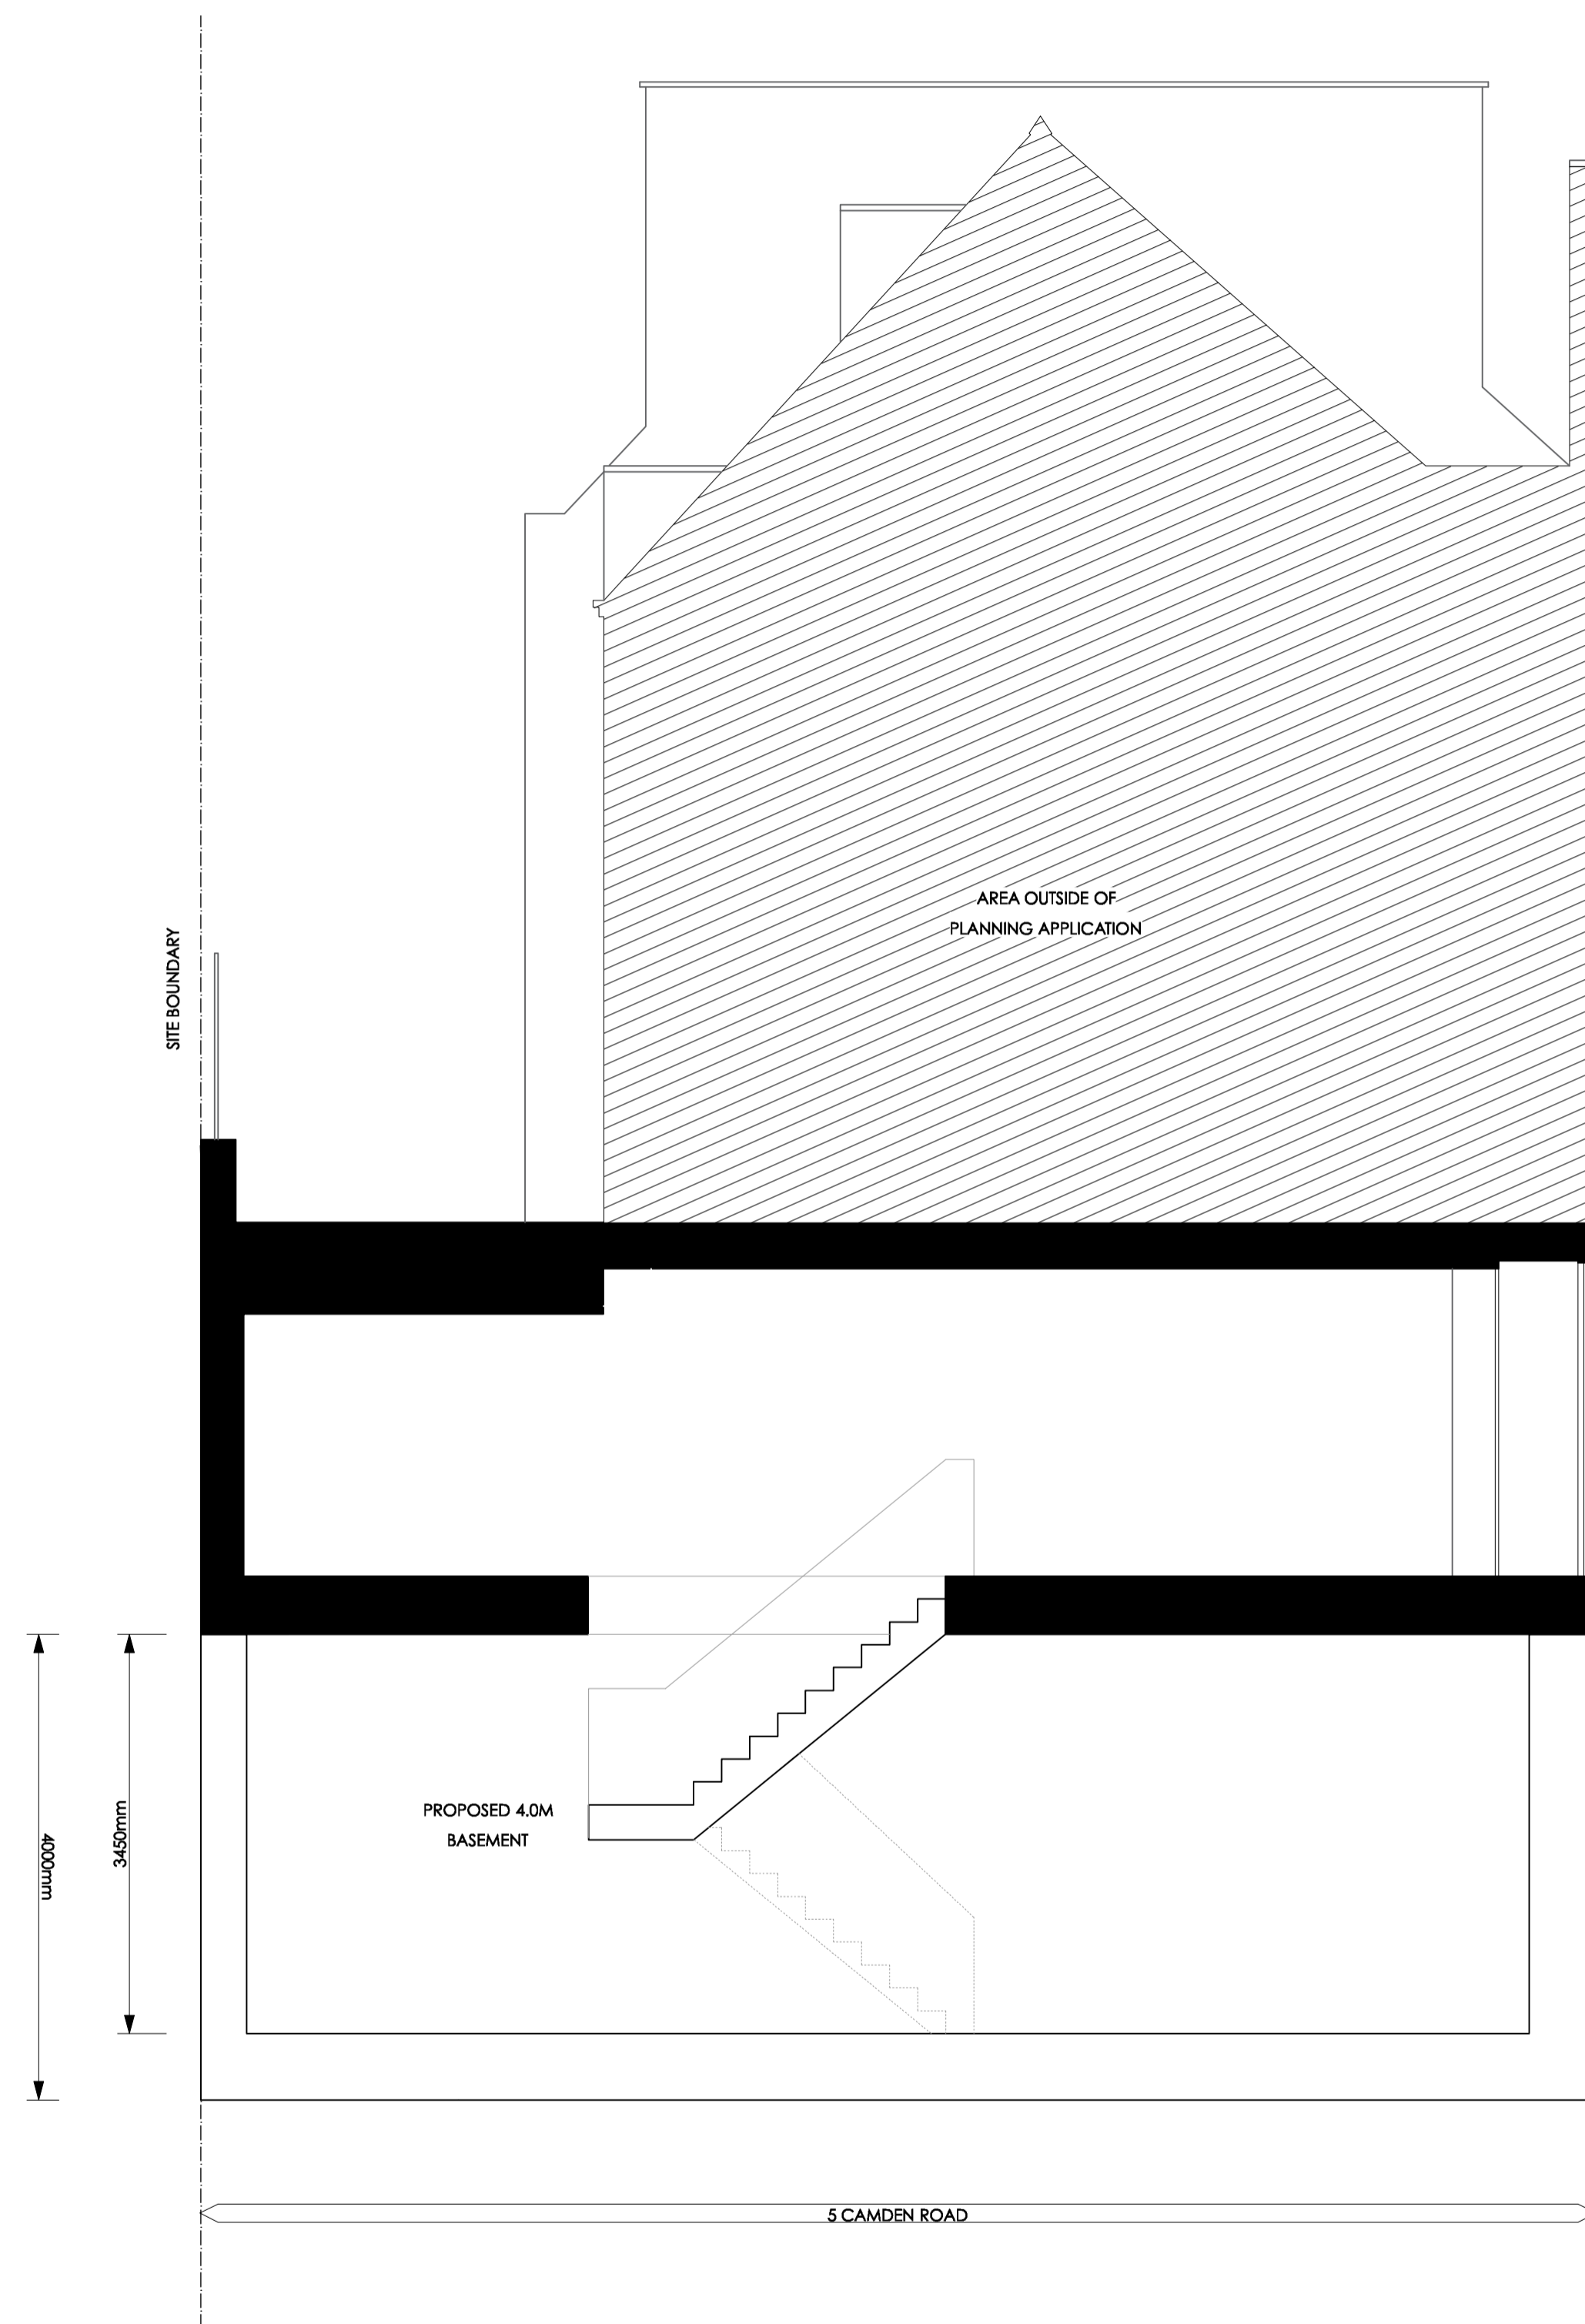 AREA OUTSIDE OF
PLANNING APPLICATION
SITE BOUNDARY
PROPOSED 4.0M
BASEMENT
3450mm
4000mm
5 CAMDEN ROAD